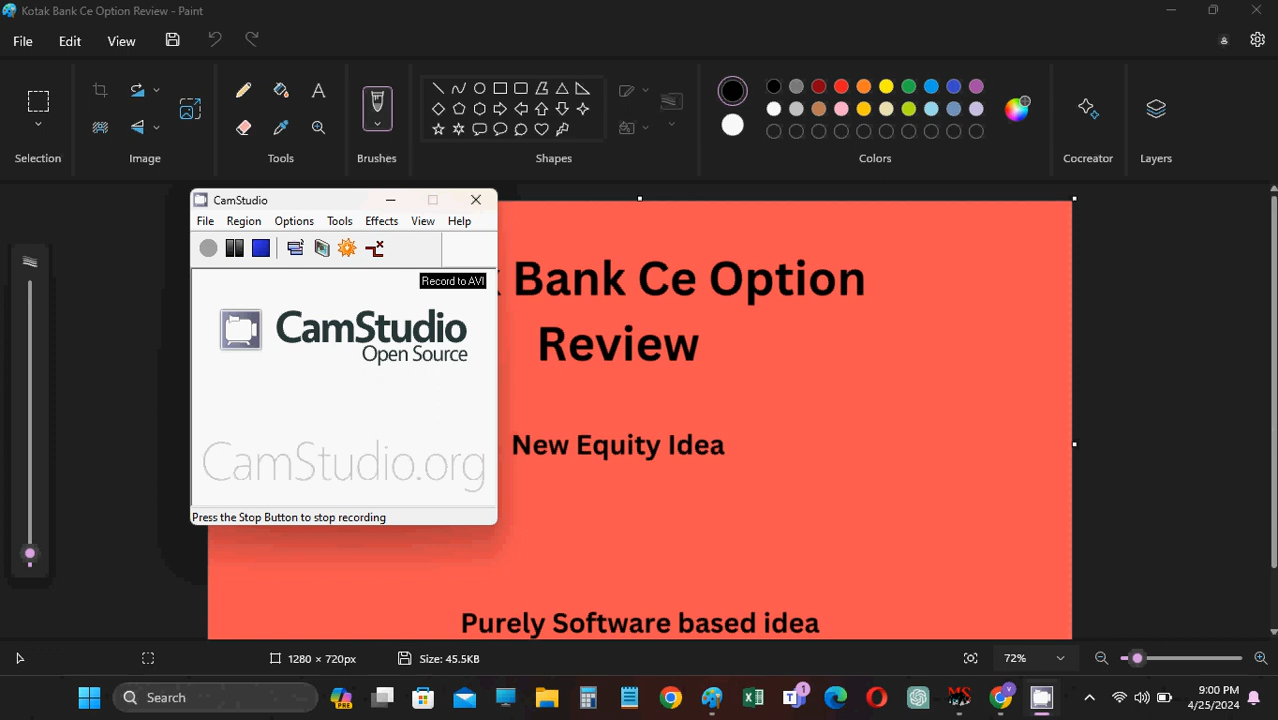 Kotak Bank Ce Option Review - Paint
File Edit View
Selection Image Tools Brushes Shapes Colors Cocreator Layers
CamStudio
File Region Options Tools Effects View Help
Record to AVI
CamStudio
Open Source
CamStudio.org
Press the Stop Button to stop recording
Bank Ce Option
Review
New Equity Idea
Purely Software based idea
1280 × 720px Size: 45.5KB 72%
Search
PRE
1
9:00 PM
4/25/2024